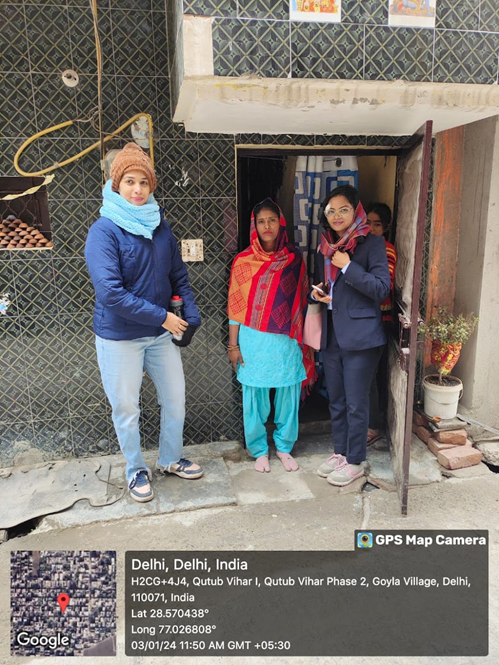 GPS Map Camera
Delhi, Delhi, India
H2CG+4J4, Qutub Vihar I, Qutub Vihar Phase 2, Goyla Village, Delhi,
110071, India
Lat 28.570438°
Long 77.026808°
03/01/24 11:50 AM GMT +05:30
Google